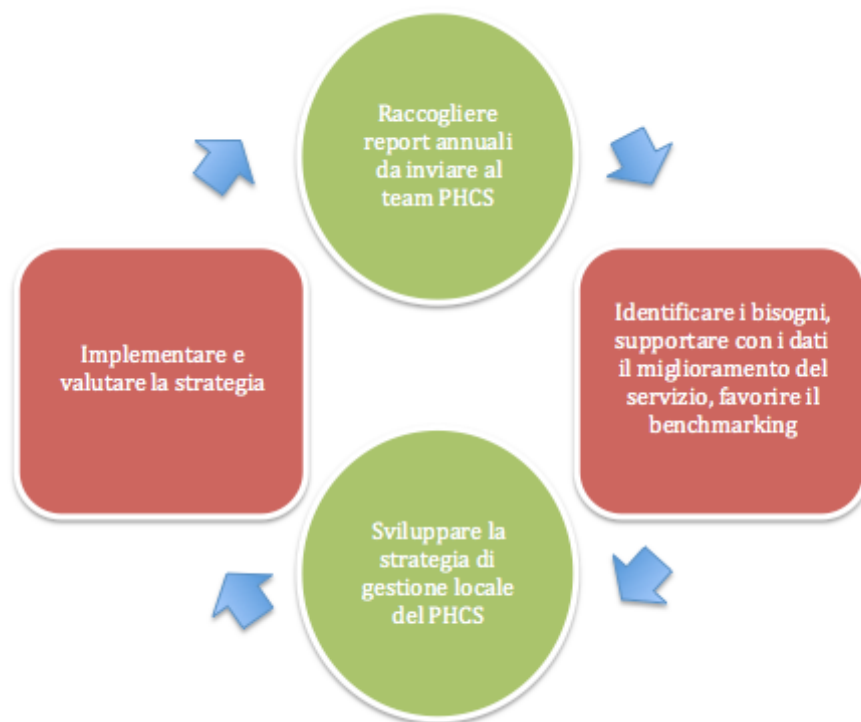 Raccogliere
report annuali
da inviare al
team PHCS
Identificare i bisogni,
supportare con i dati
il miglioramento del
servizio, favorire il
benchmarking
Sviluppare la
strategia di
gestione locale
del PHCS
Implementare e
valutare la strategia